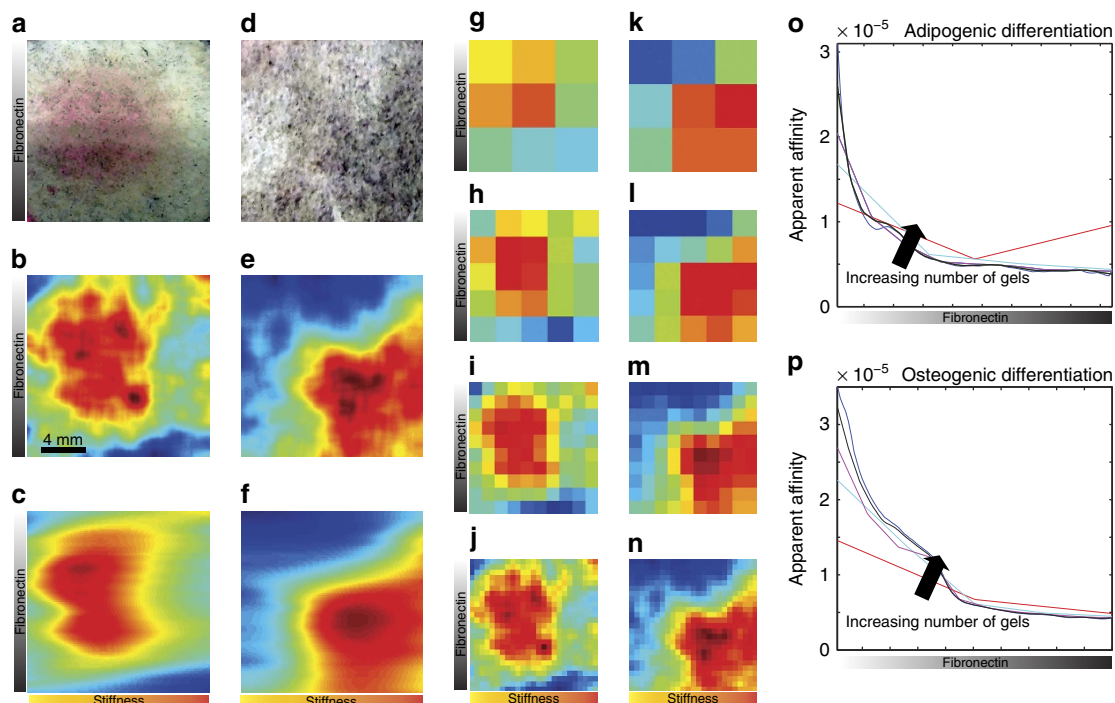 a
Fibronectin
d
b
Fibronectin
4 mm
e
c
Fibronectin
Stiffness
f
Stiffness
g
Fibronectin
k
h
Fibronectin
l
i
Fibronectin
m
j
Fibronectin
Stiffness
n
Stiffness
o
× 10⁻⁵ Adipogenic differentiation
3
2
1
0
Apparent affinity
Increasing number of gels
Fibronectin
p
× 10⁻⁵ Osteogenic differentiation
3
2
1
0
Apparent affinity
Increasing number of gels
Fibronectin